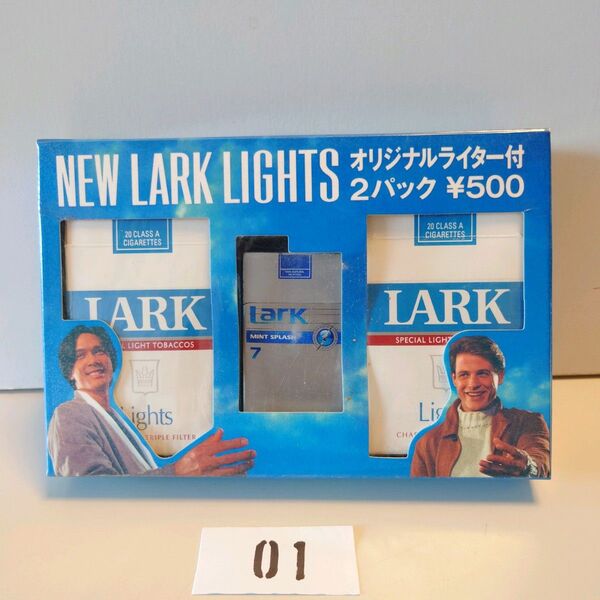 NEW LARK LIGHTS
オリジナルライター付
2パック ¥500
20 CLASS A
CIGARETTES
LARK
LIGHT TOBACCOS
Lights
TRIPLE FILTER
Lark
MINT SPLASH
7
20 CLASS A
CIGARETTES
LARK
SPECIAL LIGHT
01